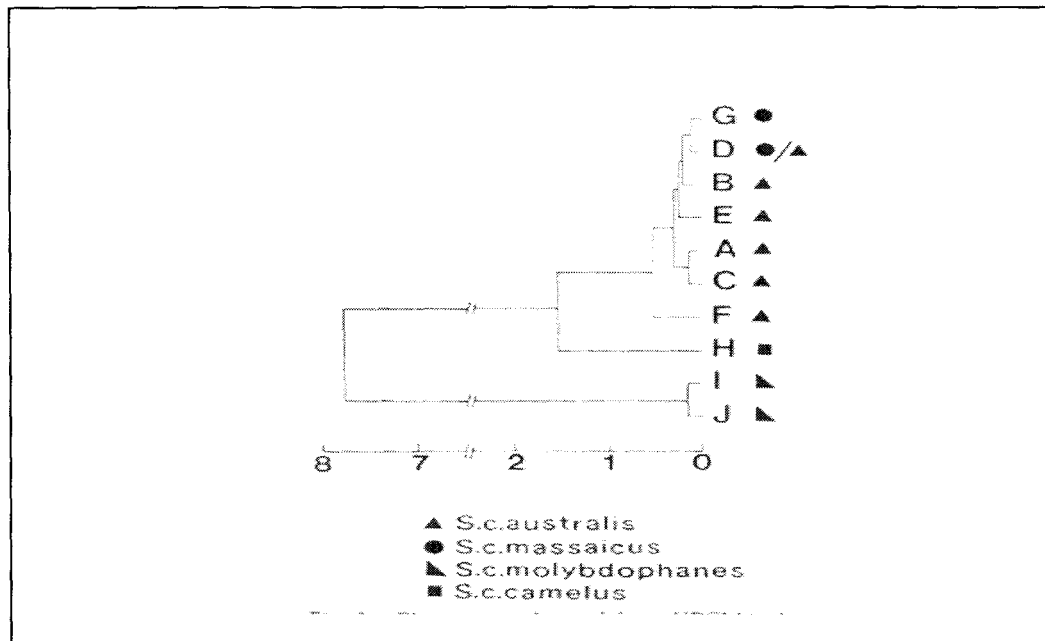 G
D /
B
E
A
C
F
H
I
J
8 7 2 1 0
S.c.australis
S.c.massaicus
S.c.molybdophanes
S.c.camelus